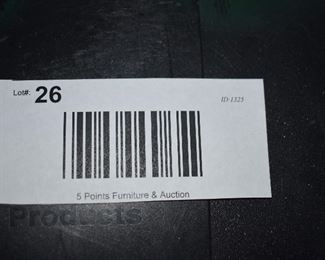 Lot#: 26
ID:1325
5 Points Furniture & Auction
Products